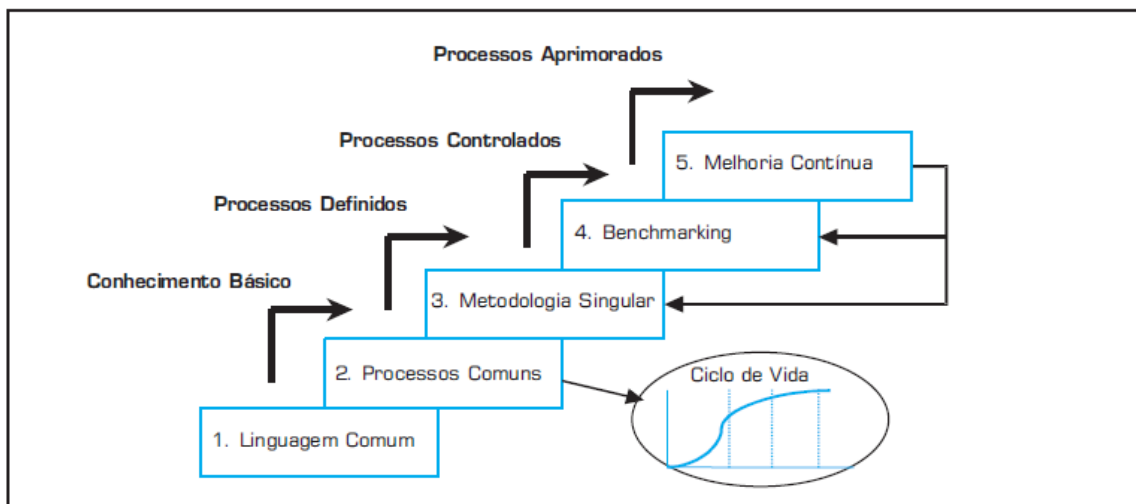 Processos Aprimorados
Processos Controlados
5. Melhoria Contínua
Processos Definidos
4. Benchmarking
Conhecimento Básico
3. Metodologia Singular
2. Processos Comuns
Ciclo de Vida
1. Linguagem Comum